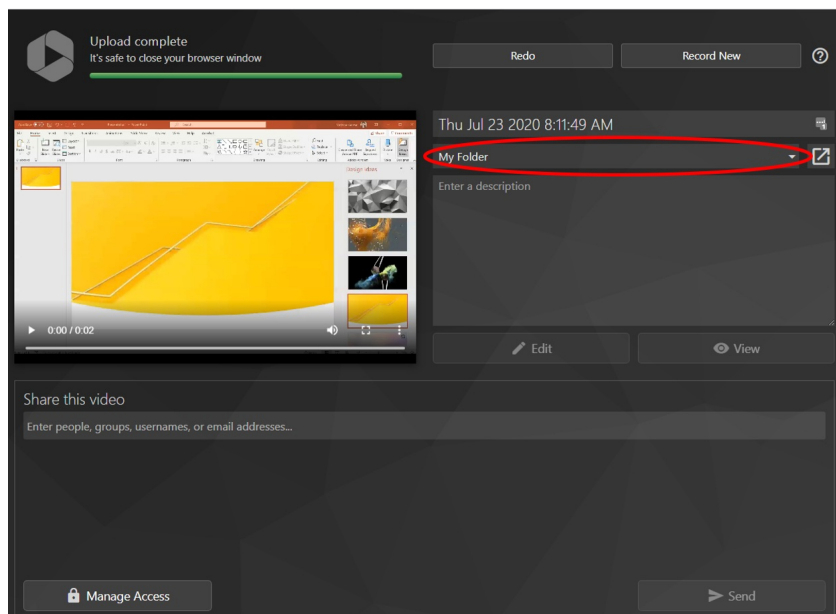 Upload complete
It's safe to close your browser window
Redo
Record New
Thu Jul 23 2020 8:11:49 AM
My Folder
Enter a description
Design Ideas
0:00 / 0:02
Edit
View
Share this video
Enter people, groups, usernames, or email addresses...
Manage Access
Send